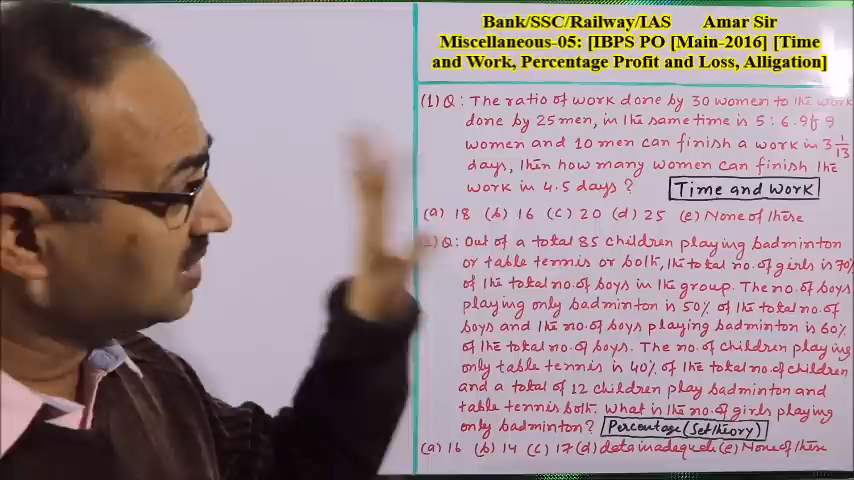 Bank/SSC/Railway/IAS Amar Sir
Miscellaneous-05: [IBPS PO [Main-2016] [Time
and Work, Percentage Profit and Loss, Alligation]
(1) Q: The ratio of work done by 30 women to the work
done by 25 men, in the same time is 5:6. If 9
women and 10 men can finish a work in 3 1/13
days, then how many women can finish the
work in 4.5 days? Time and Work
(a) 18 (b) 16 (c) 20 (d) 25 (e) None of these
Q: Out of a total 85 children playing badminton
or table tennis or both, the total no. of girls is 70%
of the total no. of boys in the group. The no. of boys
playing only badminton is 50% of the total no. of
boys and the no. of boys playing badminton is 60%
of the total no. of boys. The no. of children playing
only table tennis is 40% of the total no. of children
and a total of 12 children play badminton and
table tennis both. What is the no. of girls playing
only badminton? Percentage (Set theory)
(a) 16 (b) 14 (c) 17 (d) data inadequate (e) None of these